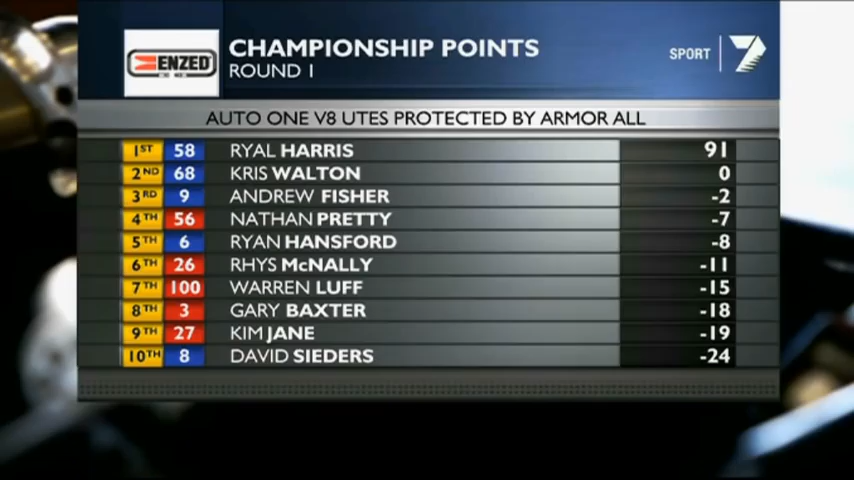 ENZED
CHAMPIONSHIP POINTS
ROUND 1
SPORT 7
AUTO ONE V8 UTES PROTECTED BY ARMOR ALL
1ST 58 RYAL HARRIS 91
2ND 68 KRIS WALTON 0
3RD 9 ANDREW FISHER -2
4TH 56 NATHAN PRETTY -7
5TH 6 RYAN HANSFORD -8
6TH 26 RHYS McNALLY -11
7TH 100 WARREN LUFF -15
8TH 3 GARY BAXTER -18
9TH 27 KIM JANE -19
10TH 8 DAVID SIEDERS -24